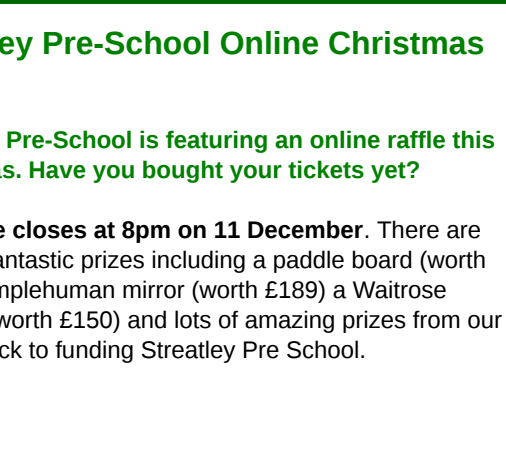 ey Pre-School Online Christmas
Pre-School is featuring an online raffle this
as. Have you bought your tickets yet?
e closes at 8pm on 11 December. There are
antastic prizes including a paddle board (worth
mplehuman mirror (worth £189) a Waitrose
worth £150) and lots of amazing prizes from our
ck to funding Streatley Pre School.